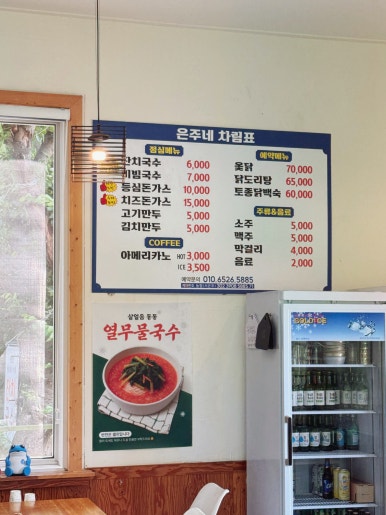 은주네 차림표
점심메뉴
잔치국수 6,000
비빔국수 7,000
등심돈가스 10,000
치즈돈가스 15,000
고기만두 5,000
김치만두 5,000
COFFEE
아메리카노 HOT 3,000
ICE 3,500
예약메뉴
옻닭 70,000
닭도리탕 65,000
토종닭백숙 60,000
주류&음료
소주 5,000
맥주 5,000
막걸리 4,000
음료 2,000
예약문의 010.6526.5885
살얼음 동동
열무물국수